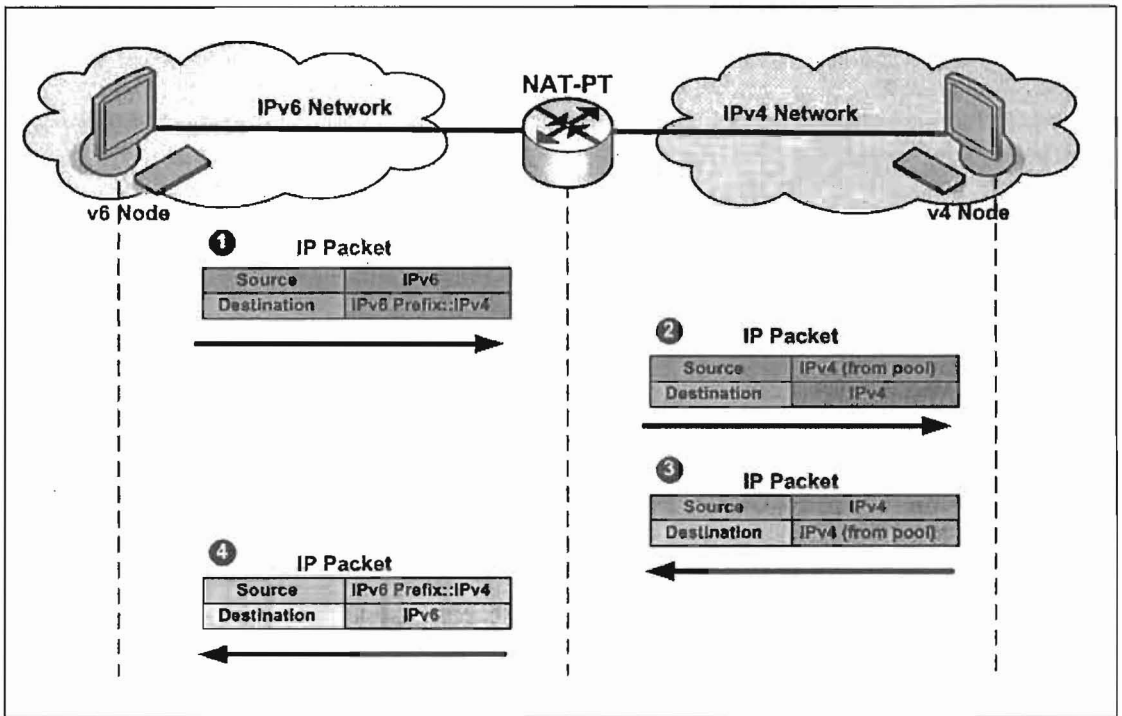 NAT-PT
IPv6 Network
IPv4 Network
v6 Node
v4 Node
1 IP Packet
Source IPv6
Destination IPv6 Prefix::IPv4
2 IP Packet
Source IPv4 (from pool)
Destination IPv4
3 IP Packet
Source IPv4
Destination IPv4 (from pool)
4 IP Packet
Source IPv6 Prefix::IPv4
Destination IPv6